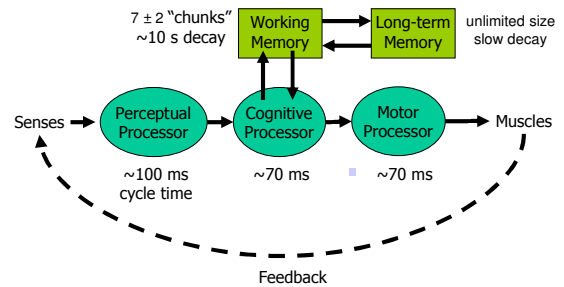 7 ± 2 “chunks”
~10 s decay
Working
Memory
Long-term
Memory
unlimited size
slow decay
Senses
Perceptual
Processor
Cognitive
Processor
Motor
Processor
Muscles
~100 ms
cycle time
~70 ms
~70 ms
Feedback